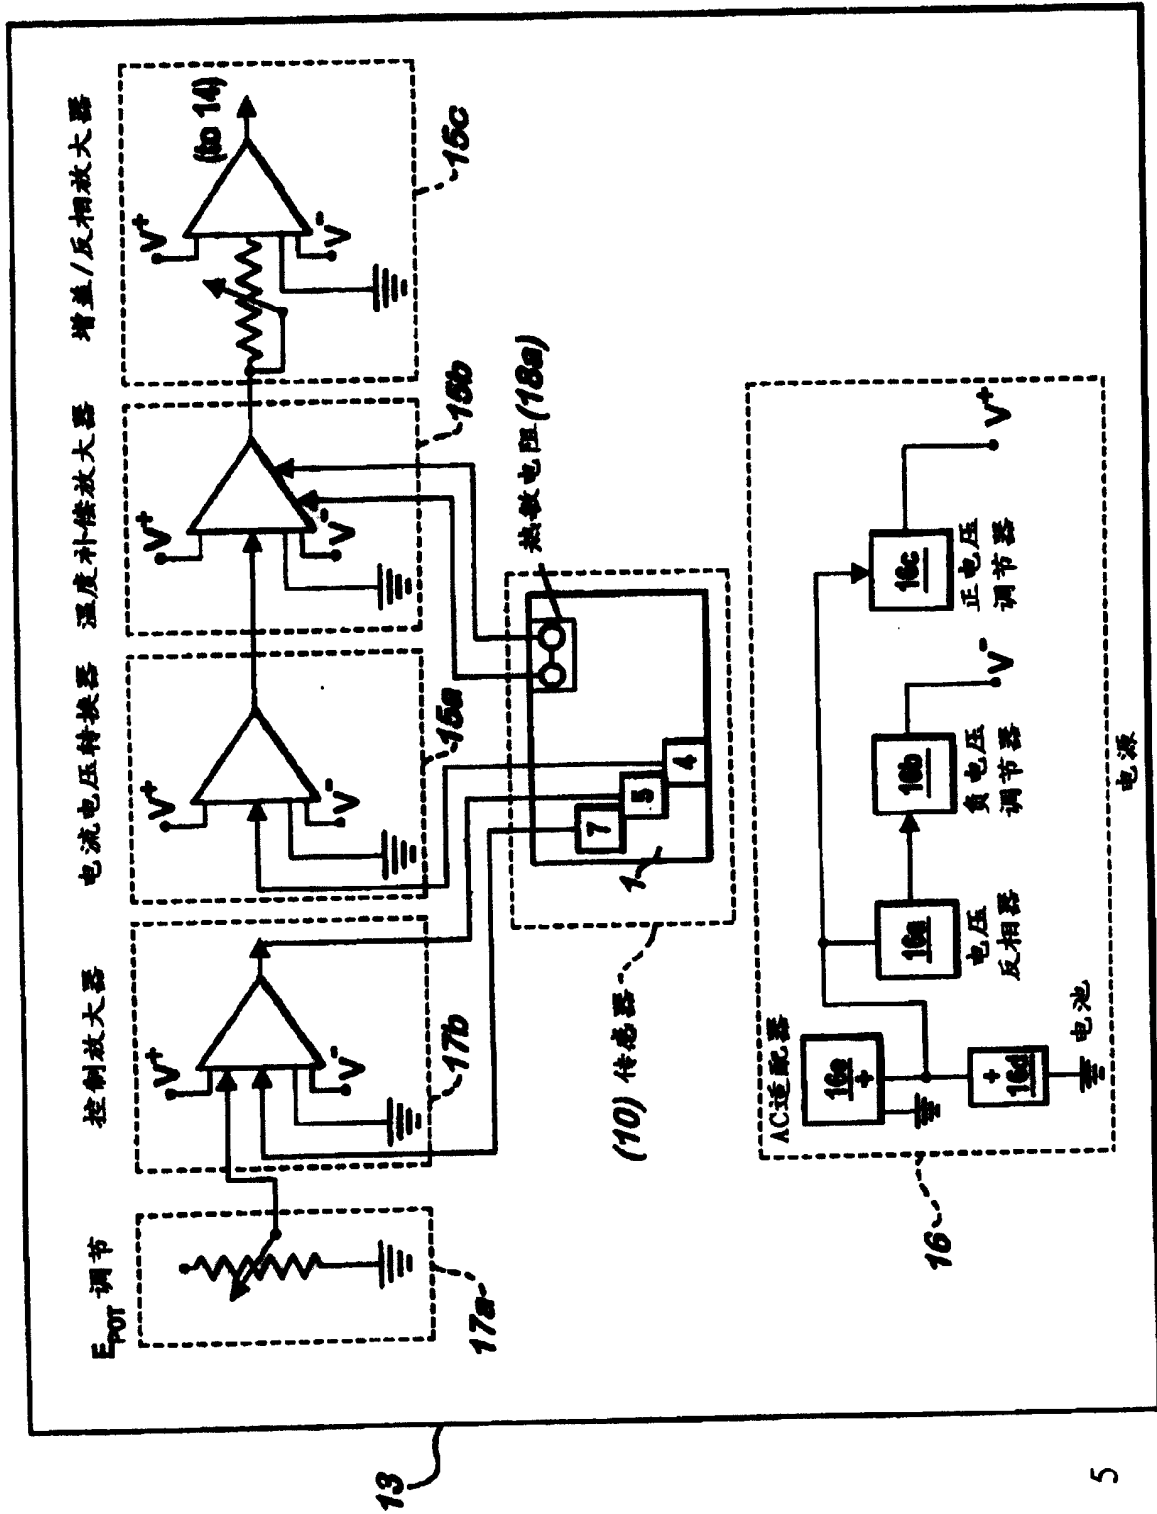 E_POT 调节
控制放大器
电流电压转换器
温度补偿放大器
增益/反相放大器
V+
V-
V+
V-
V+
V-
V+
V-
(to 14)
17a
17b
15a
15b
15c
热敏电阻(18a)
7
5
4
1
(10) 传感器
AC适配器
16e
+
+
16d
电池
16a
电压
反相器
16b
负电压
调节器
V-
16c
正电压
调节器
V+
16
电源
13
5